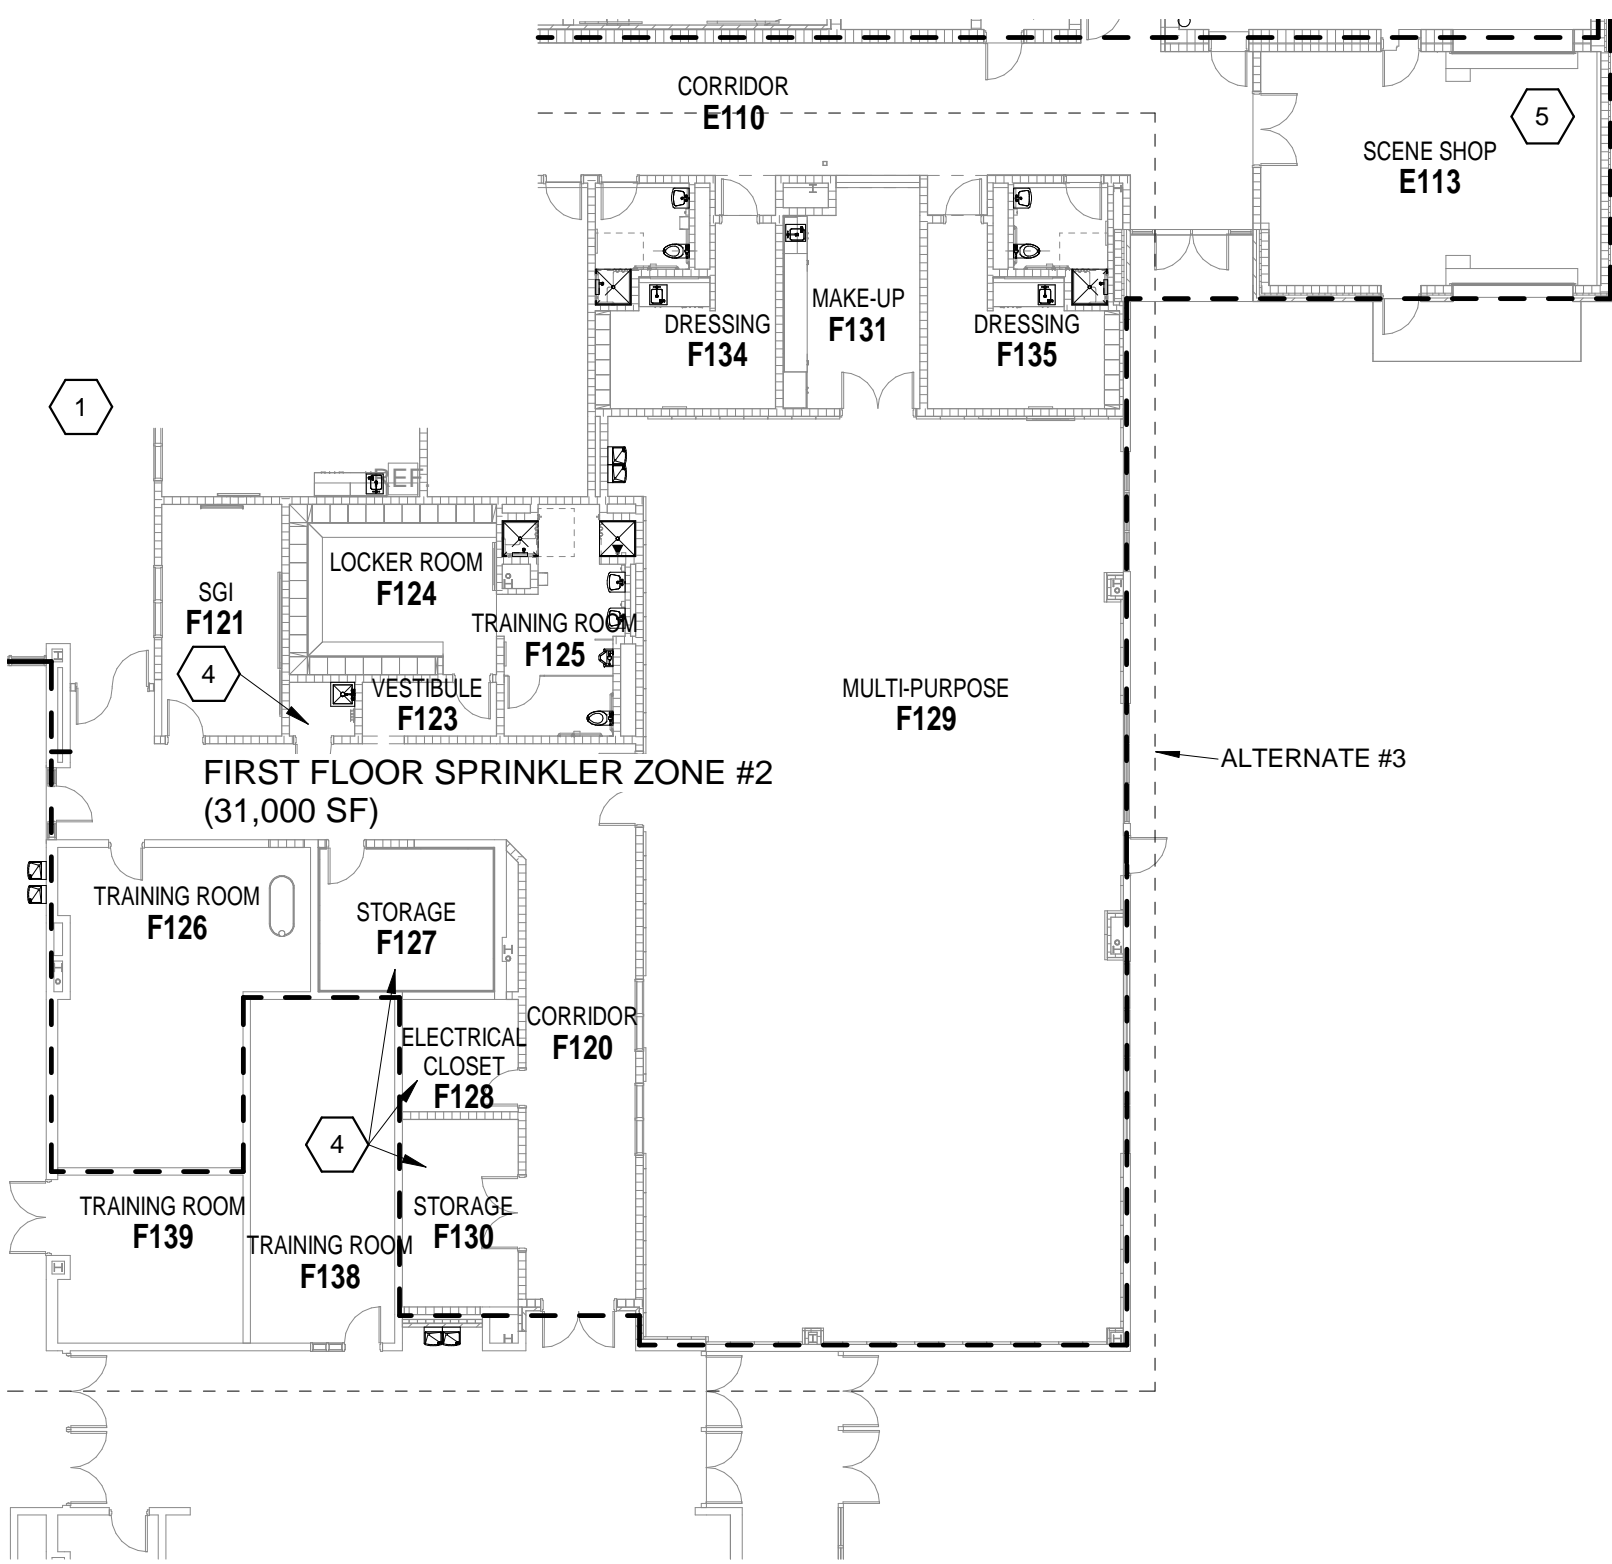 CORRIDOR
E110
5
SCENE SHOP
E113
MAKE-UP
F131
DRESSING
F134
DRESSING
F135
1
REF
LOCKER ROOM
F124
SGI
F121
TRAINING ROOM
F125
4
VESTIBULE
F123
MULTI-PURPOSE
F129
ALTERNATE #3
FIRST FLOOR SPRINKLER ZONE #2
(31,000 SF)
TRAINING ROOM
F126
STORAGE
F127
CORRIDOR
F120
ELECTRICAL
CLOSET
F128
4
TRAINING ROOM
F139
STORAGE
F130
TRAINING ROOM
F138